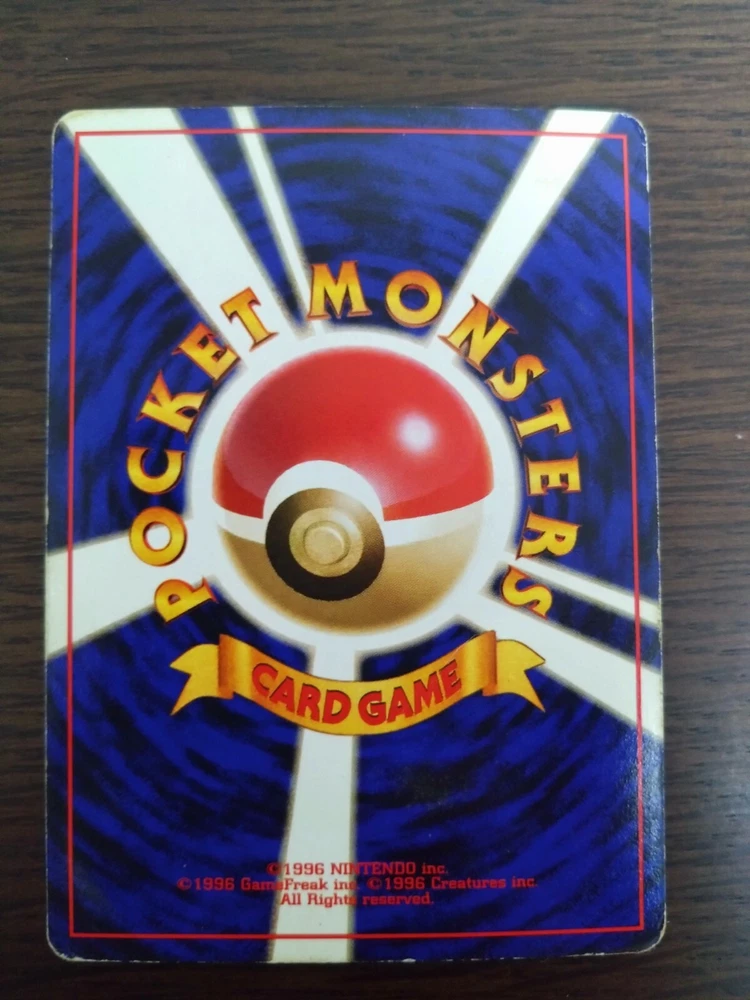 POCKET MONSTERS
CARD GAME
©1996 NINTENDO inc.
©1996 GameFreak inc. ©1996 Creatures inc.
All Rights reserved.